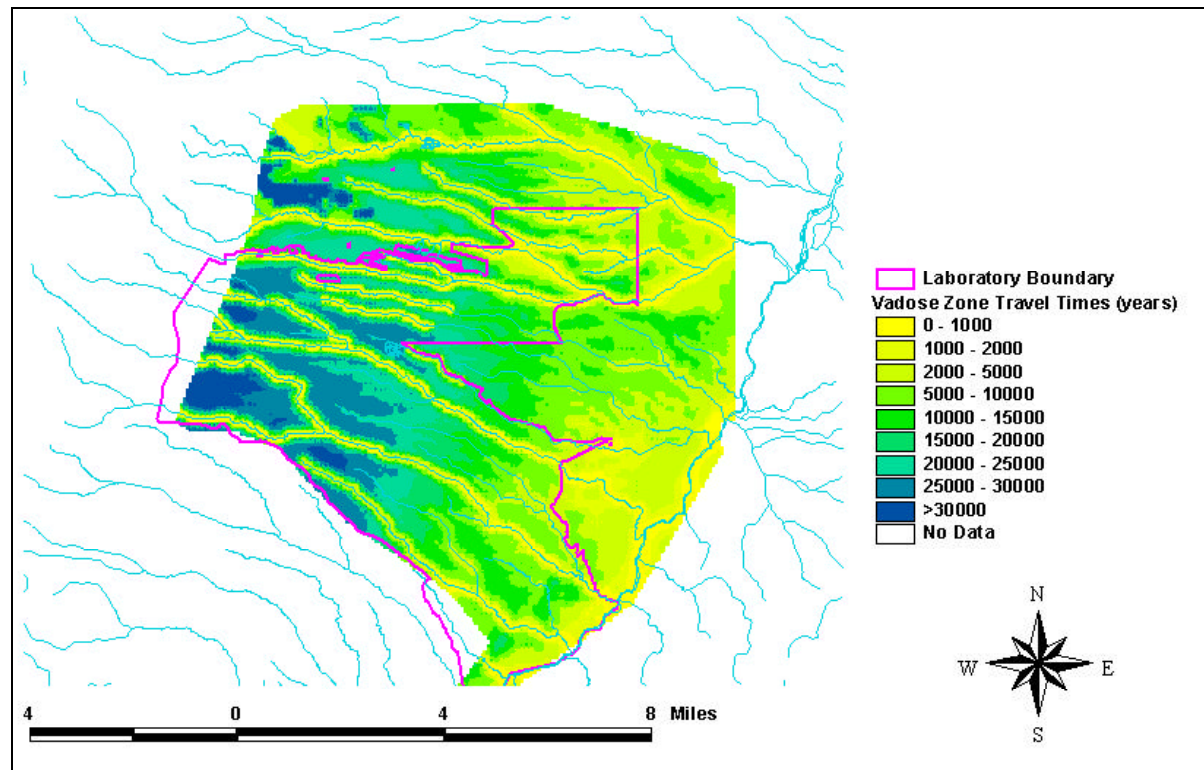 Laboratory Boundary
Vadose Zone Travel Times (years)
0 - 1000
1000 - 2000
2000 - 5000
5000 - 10000
10000 - 15000
15000 - 20000
20000 - 25000
25000 - 30000
>30000
No Data
N
W E
S
4 0 4 8 Miles